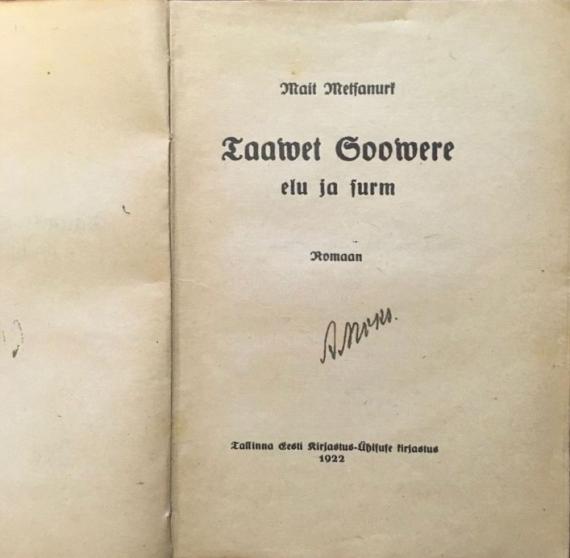 Mait Metsanurk
Taawet Soowere
elu ja surm
Romaan
Tallinna Eesti Kirjastus-Ühisuse kirjastus
1922